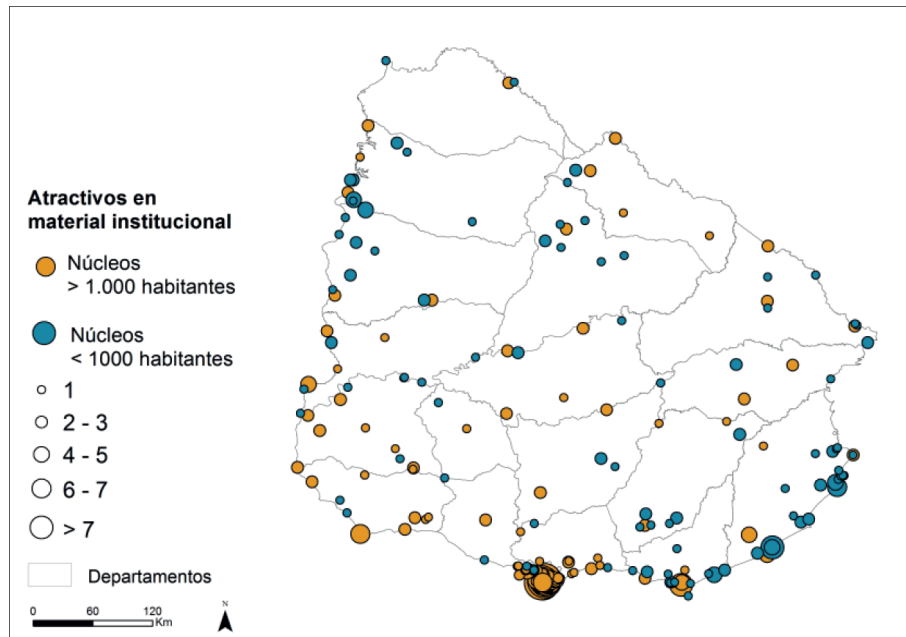 Atractivos en
material institucional
Núcleos
> 1.000 habitantes
Núcleos
< 1000 habitantes
1
2 - 3
4 - 5
6 - 7
> 7
Departamentos
0 60 120
Km
N